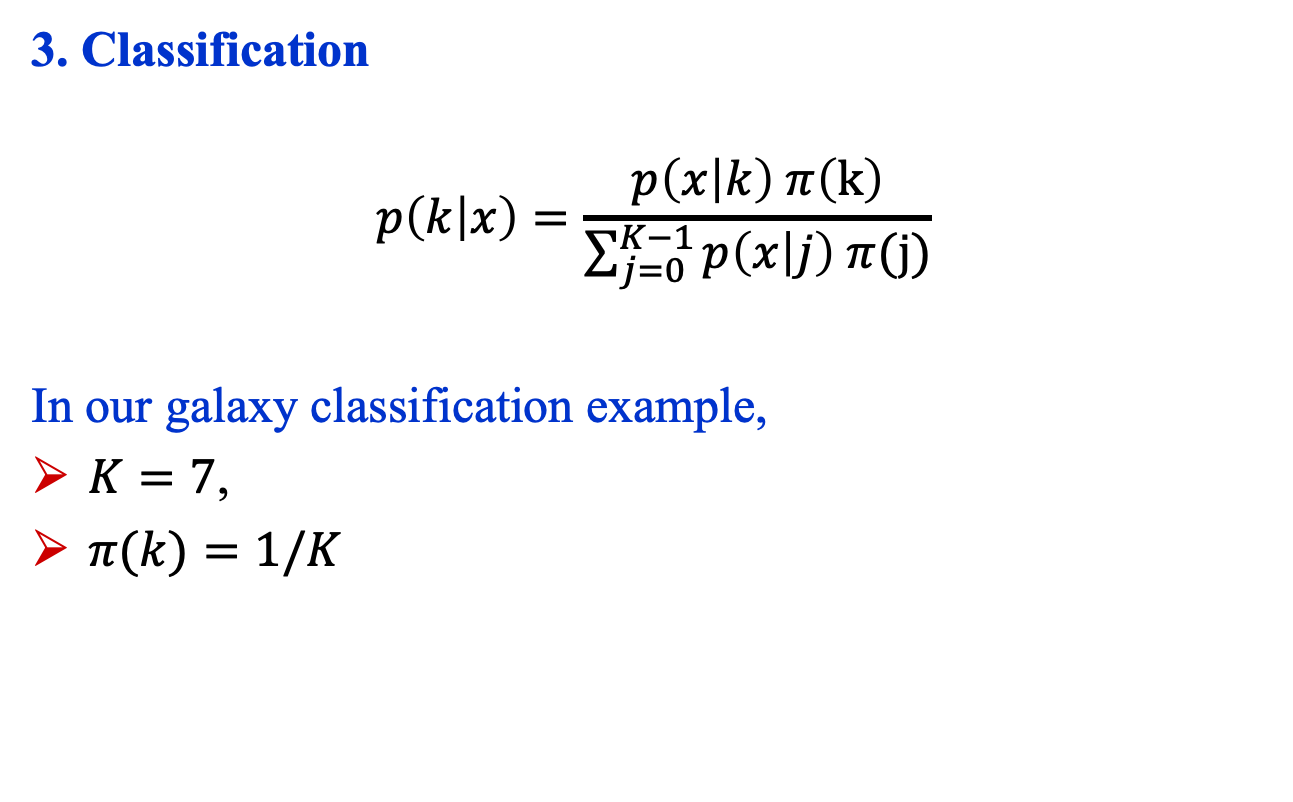 3. Classification
p(k|x) = p(x|k) π(k) / ∑_{j=0}^{K−1} p(x|j) π(j)
In our galaxy classification example,
➢ K = 7,
➢ π(k) = 1/K